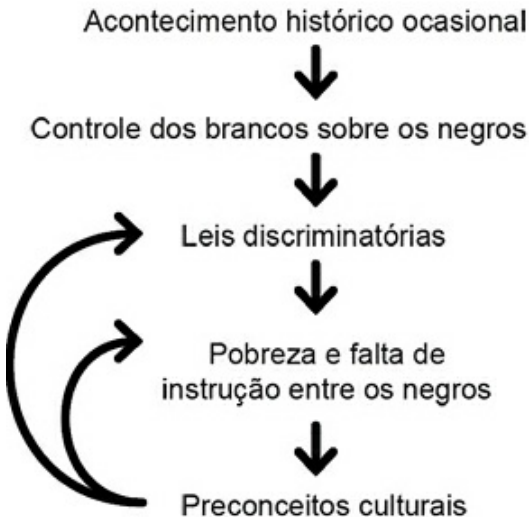 Acontecimento histórico ocasional
Controle dos brancos sobre os negros
Leis discriminatórias
Pobreza e falta de
instrução entre os negros
Preconceitos culturais